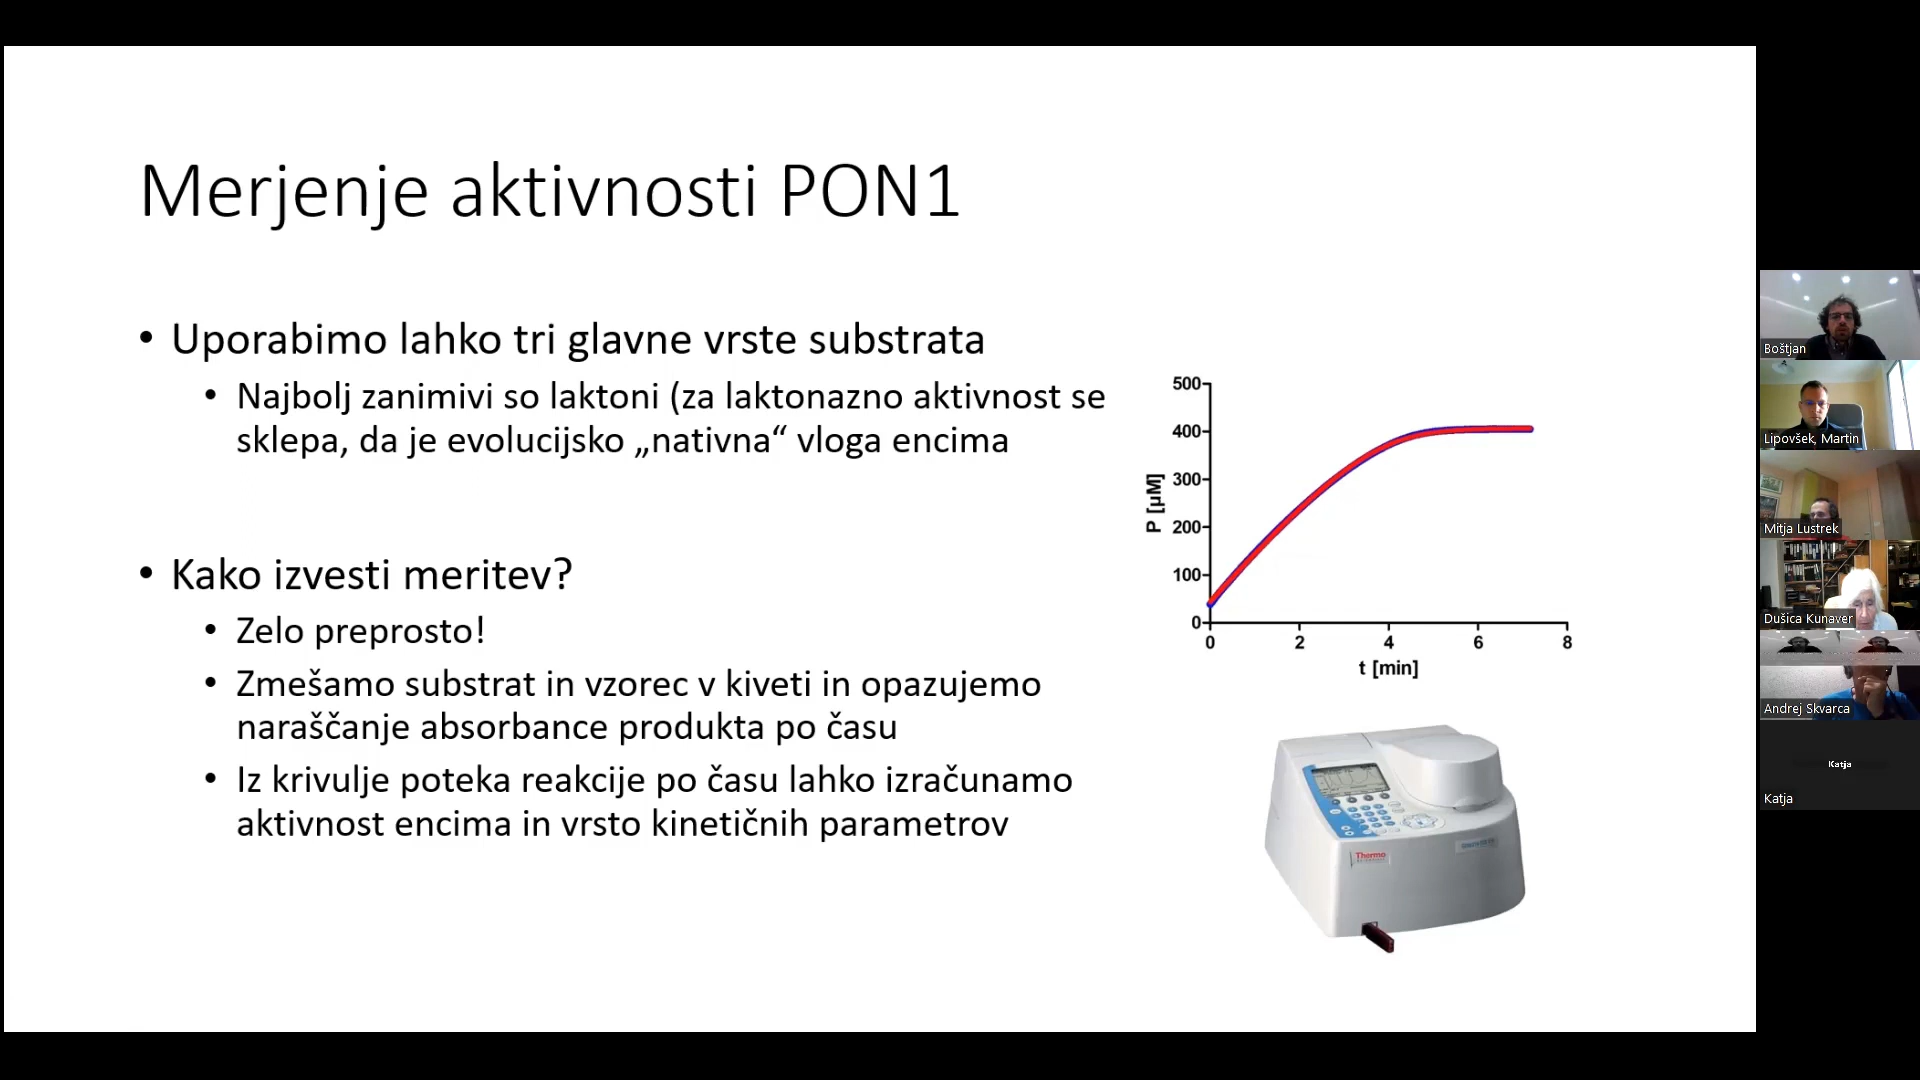 Merjenje aktivnosti PON1
• Uporabimo lahko tri glavne vrste substrata
• Najbolj zanimivi so laktoni (za laktonazno aktivnost se
sklepa, da je evolucijsko „nativna“ vloga encima
• Kako izvesti meritev?
• Zelo preprosto!
• Zmešamo substrat in vzorec v kiveti in opazujemo
naraščanje absorbance produkta po času
• Iz krivulje poteka reakcije po času lahko izračunamo
aktivnost encima in vrsto kinetičnih parametrov
500
400
300
200
100
0
P [µM]
0 2 4 6 8
t [min]
Thermo
Boštjan
Lipovšek, Martin
Mitja Lustrek
Dušica Kunaver
Andrej Skvarca
Katja
Katja